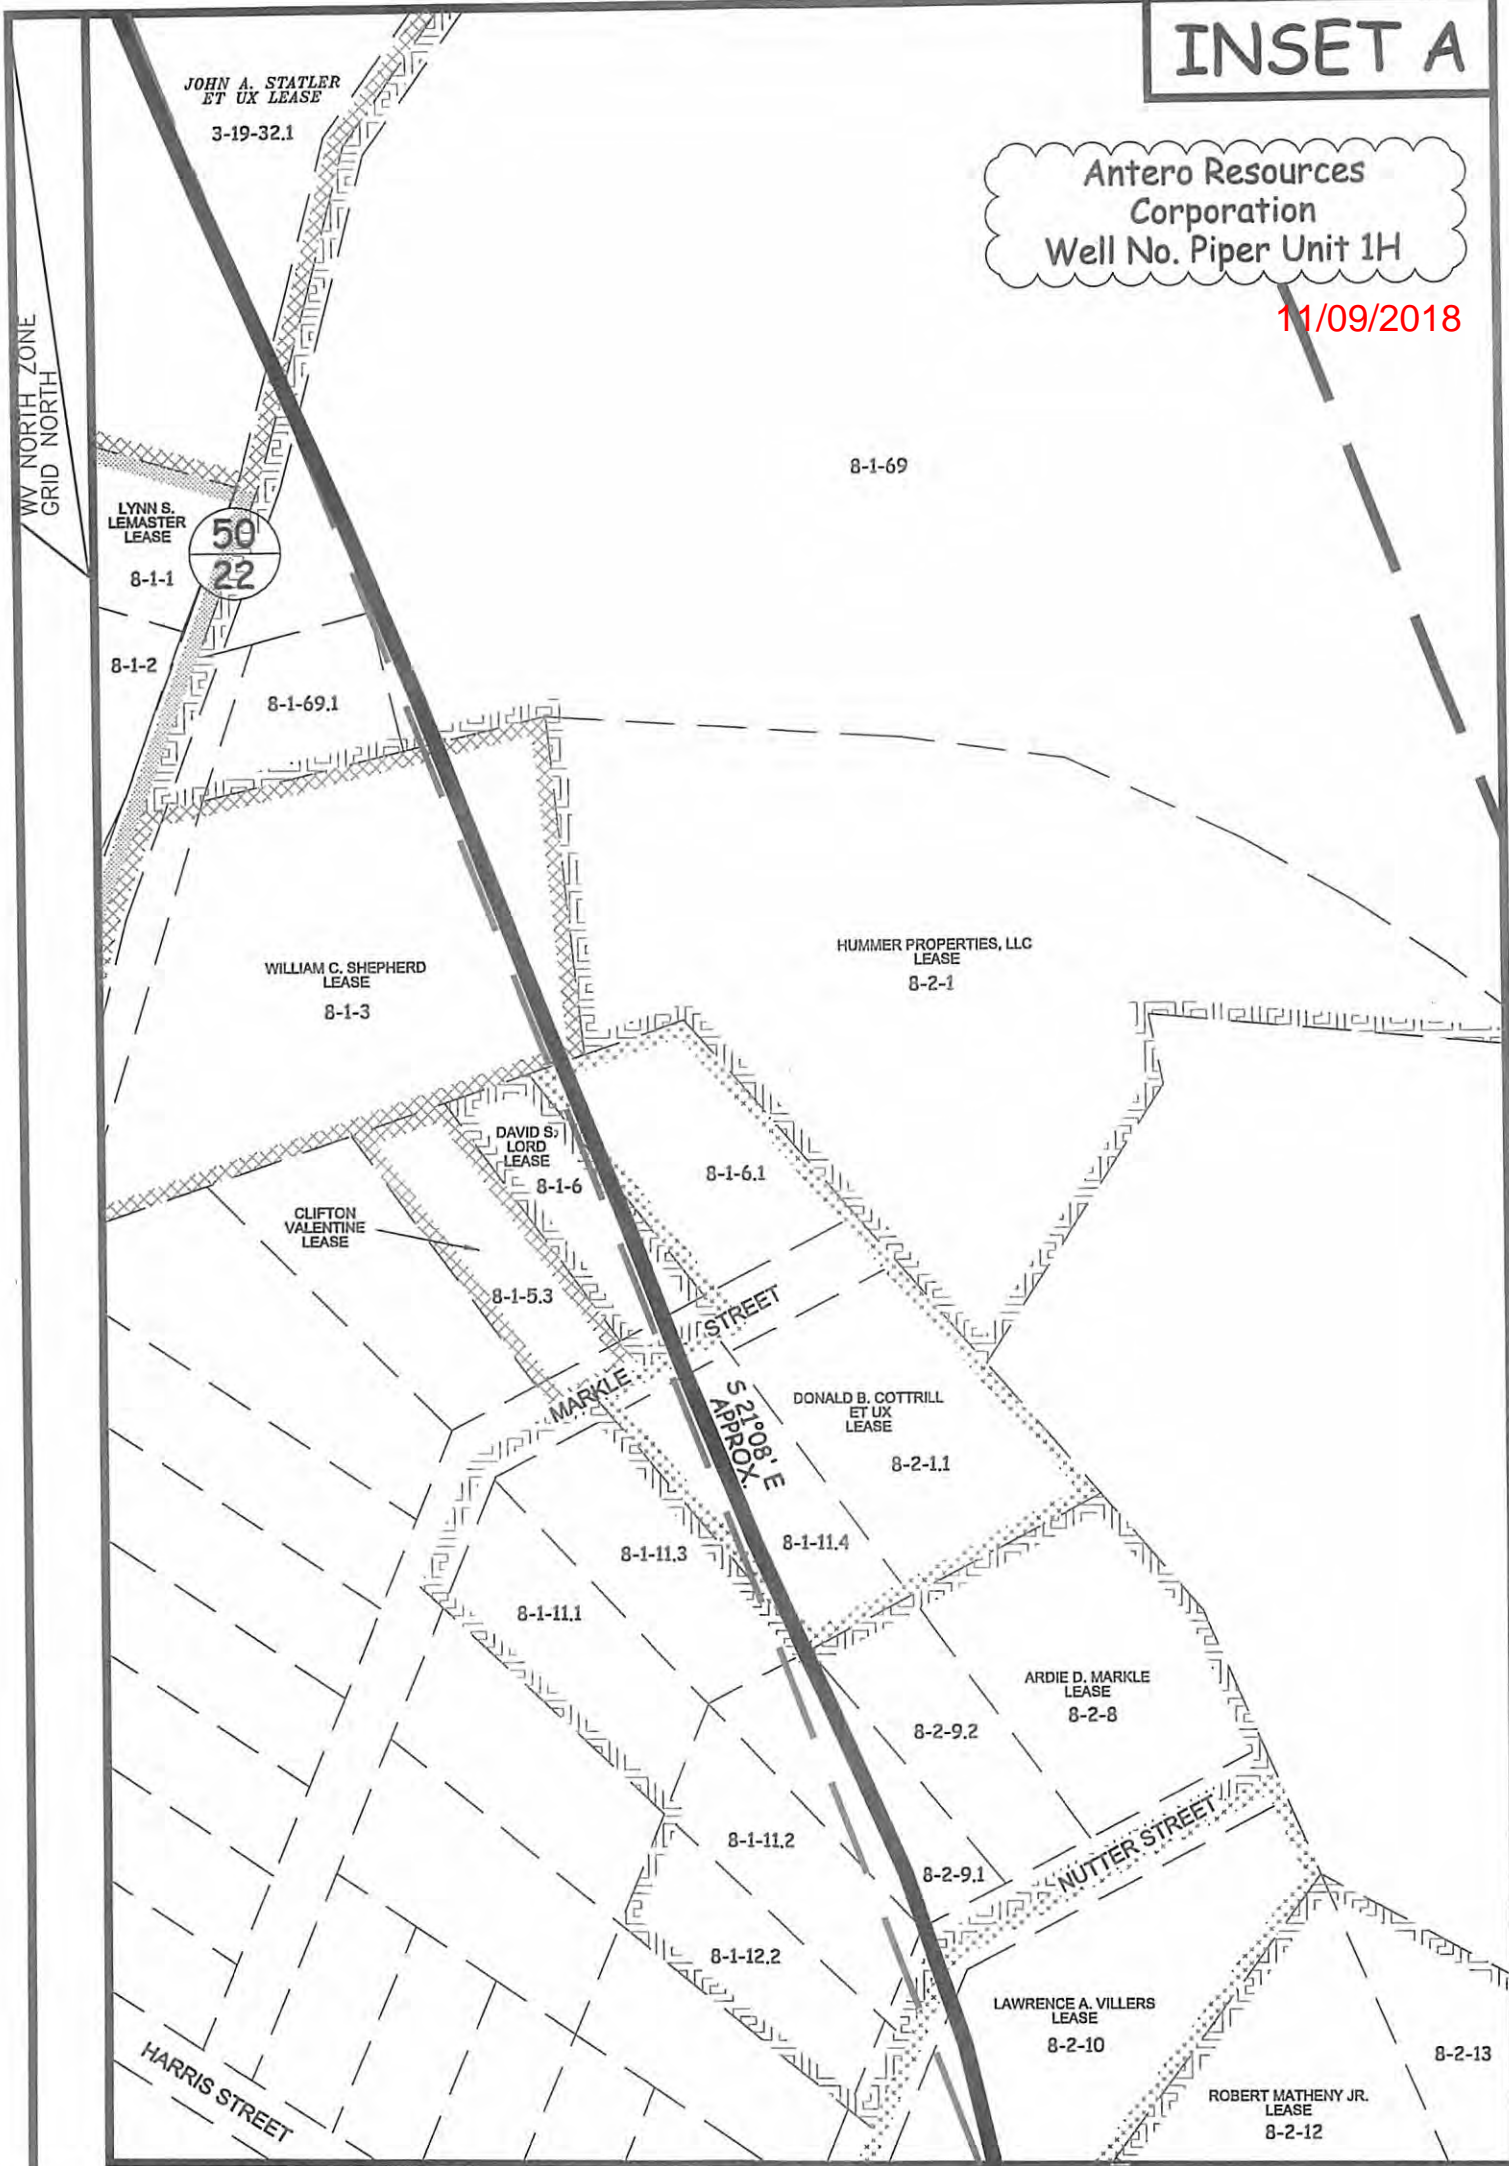 INSET A
JOHN A. STATLER
ET UX LEASE
3-19-32.1
Antero Resources
Corporation
Well No. Piper Unit 1H
11/09/2018
WV NORTH ZONE
GRID NORTH
8-1-69
LYNN S.
LEMASTER
LEASE
8-1-1
50
22
8-1-2
8-1-69.1
WILLIAM C. SHEPHERD
LEASE
8-1-3
HUMMER PROPERTIES, LLC
LEASE
8-2-1
DAVID S.
LORD
LEASE
8-1-6
8-1-6.1
CLIFTON
VALENTINE
LEASE
8-1-5.3
MARKLE STREET
S 21°08' E
APPROX.
DONALD B. COTTRILL
ET UX
LEASE
8-2-1.1
8-1-11.3
8-1-11.4
8-1-11.1
ARDIE D. MARKLE
LEASE
8-2-8
8-2-9.2
8-1-11.2
8-2-9.1
NUTTER STREET
8-1-12.2
LAWRENCE A. VILLERS
LEASE
8-2-10
8-2-13
HARRIS STREET
ROBERT MATHENY JR.
LEASE
8-2-12